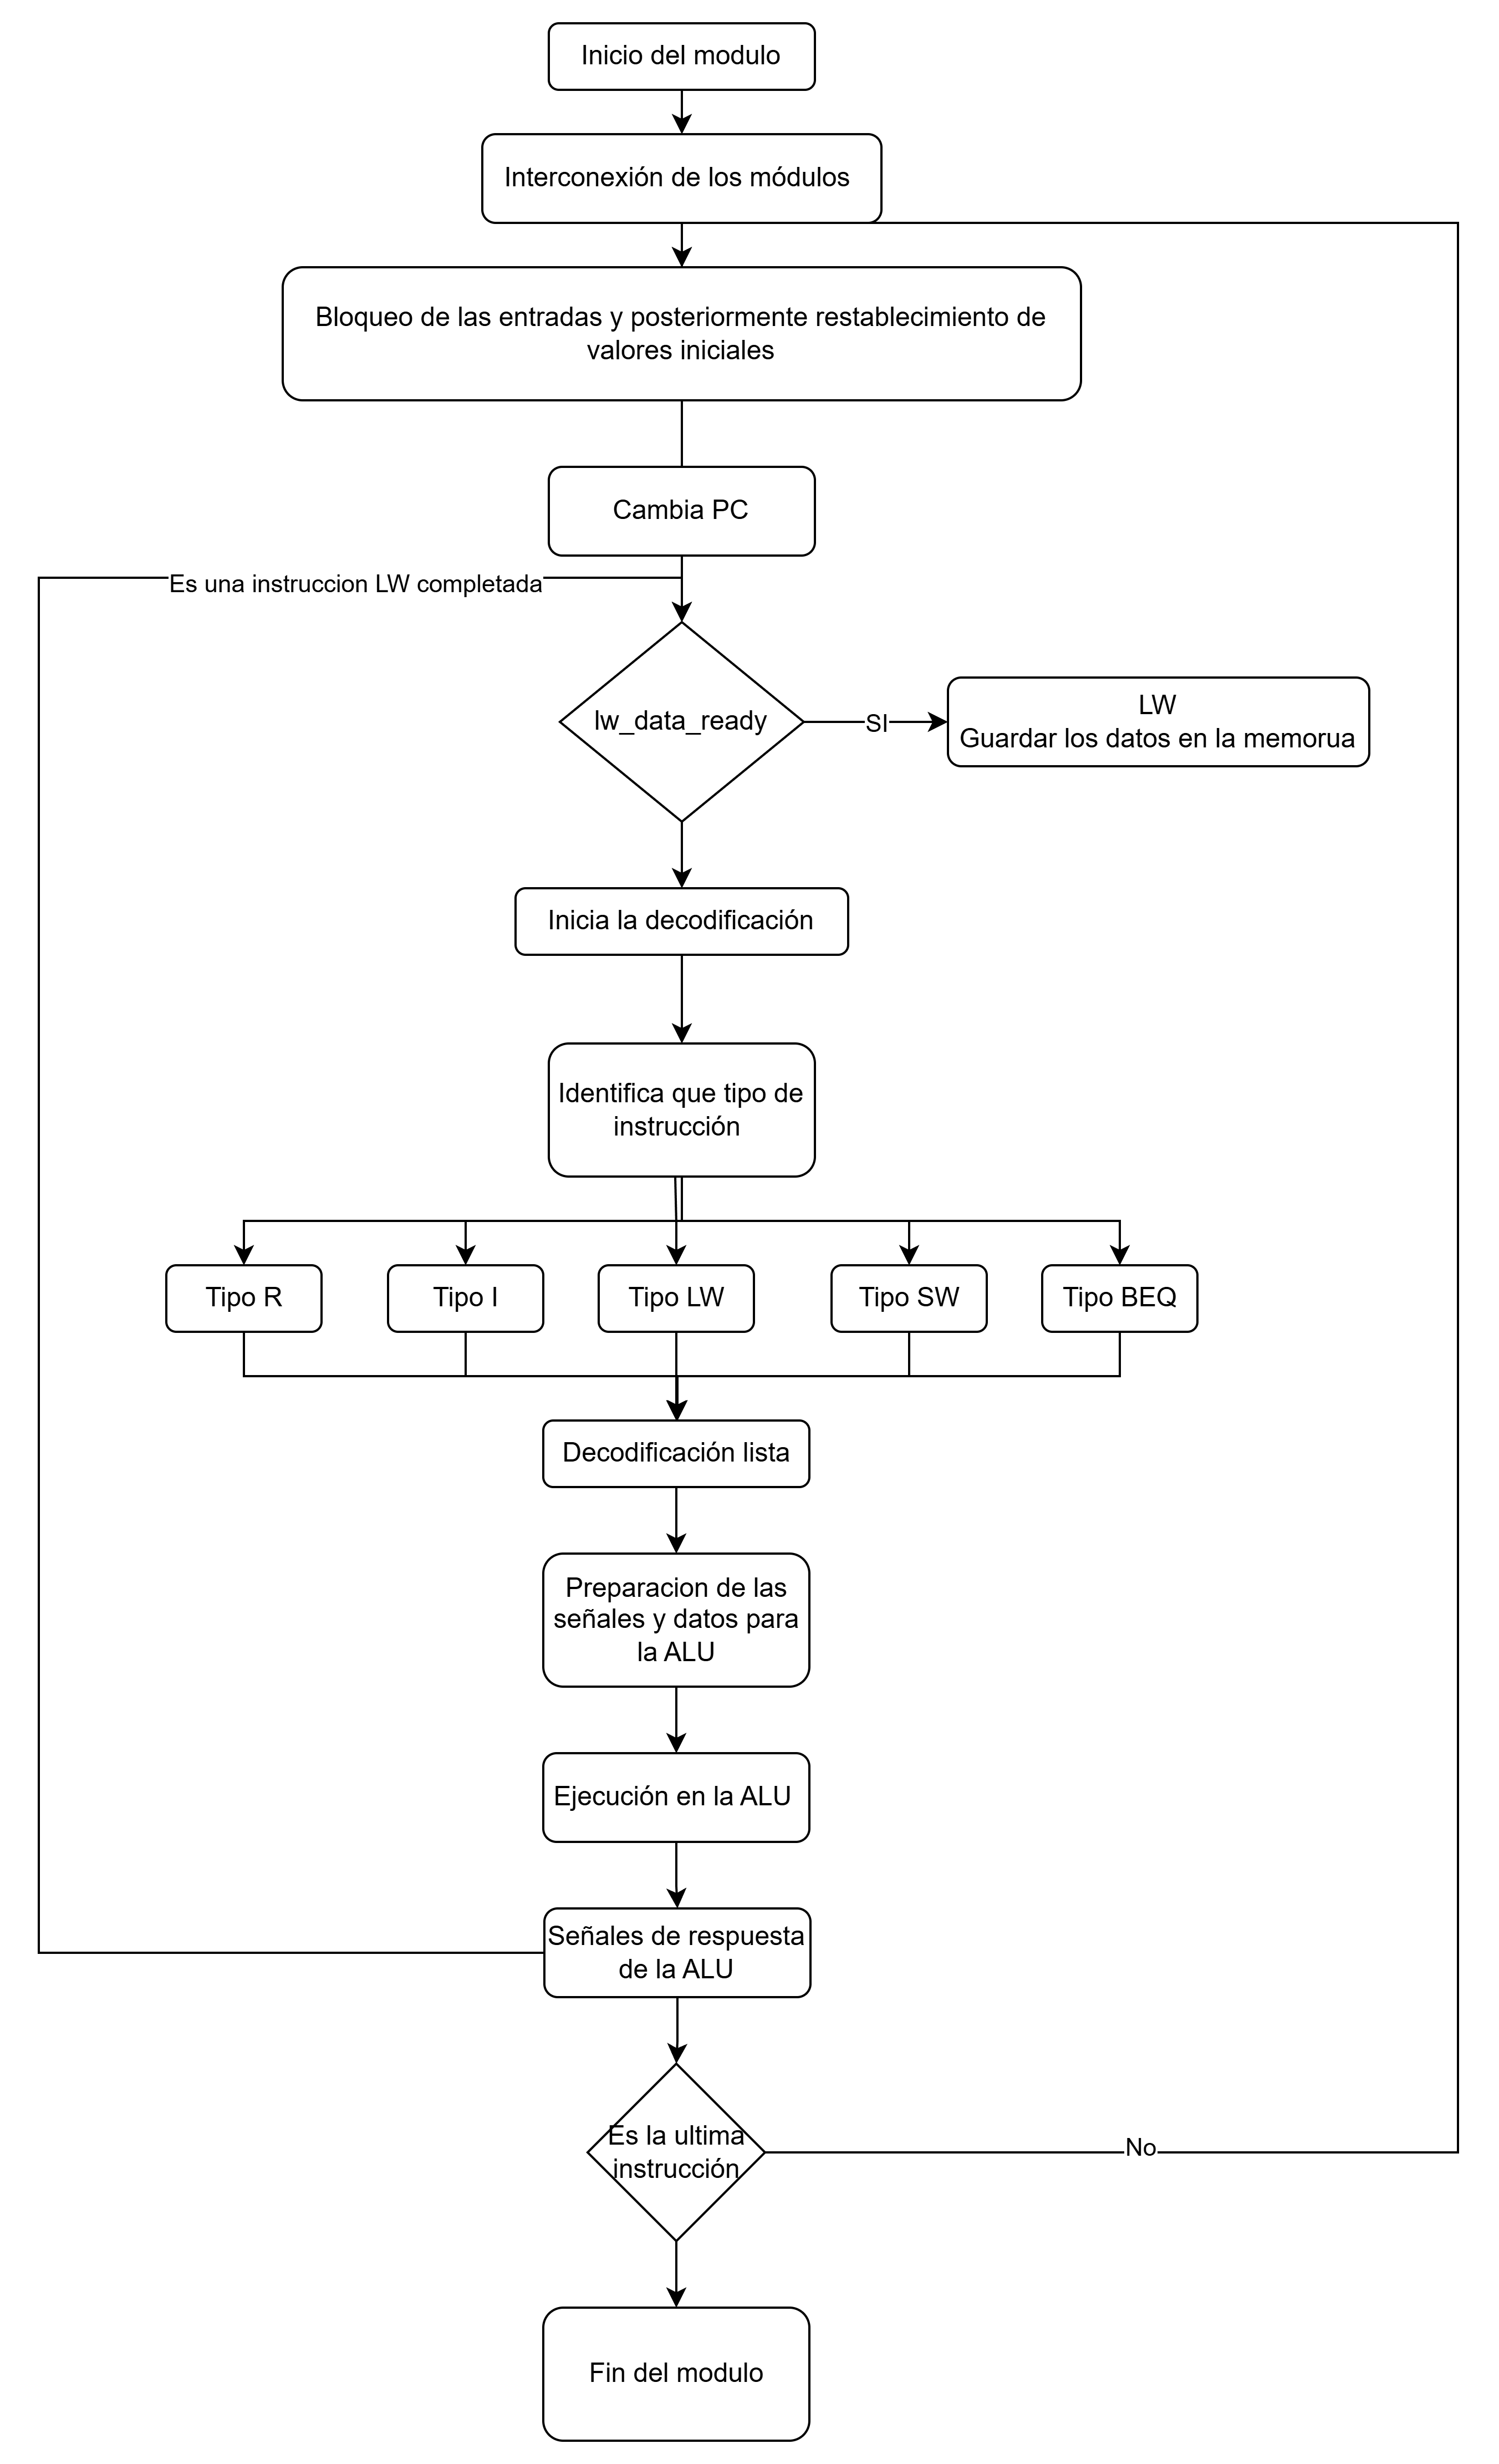 Inicio del modulo
Interconexión de los módulos
Bloqueo de las entradas y posteriormente restablecimiento de
valores iniciales
Cambia PC
Es una instruccion LW completada
lw_data_ready
SI
LW
Guardar los datos en la memorua
Inicia la decodificación
Identifica que tipo de
instrucción
Tipo R
Tipo I
Tipo LW
Tipo SW
Tipo BEQ
Decodificación lista
Preparacion de las
señales y datos para
la ALU
Ejecución en la ALU
Señales de respuesta
de la ALU
Es la ultima
instrucción
No
Fin del modulo